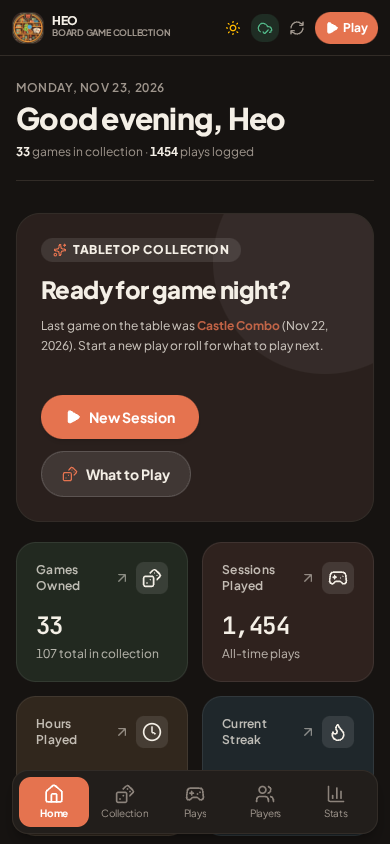 HEO
BOARD GAME COLLECTION
Play
MONDAY, NOV 23, 2026
Good evening, Heo
33 games in collection · 1454 plays logged
TABLETOP COLLECTION
Ready for game night?
Last game on the table was Castle Combo (Nov 22,
2026). Start a new play or roll for what to play next.
New Session
What to Play
Games
Owned
33
107 total in collection
Sessions
Played
1,454
All-time plays
Hours
Played
Current
Streak
Home
Collection
Plays
Players
Stats